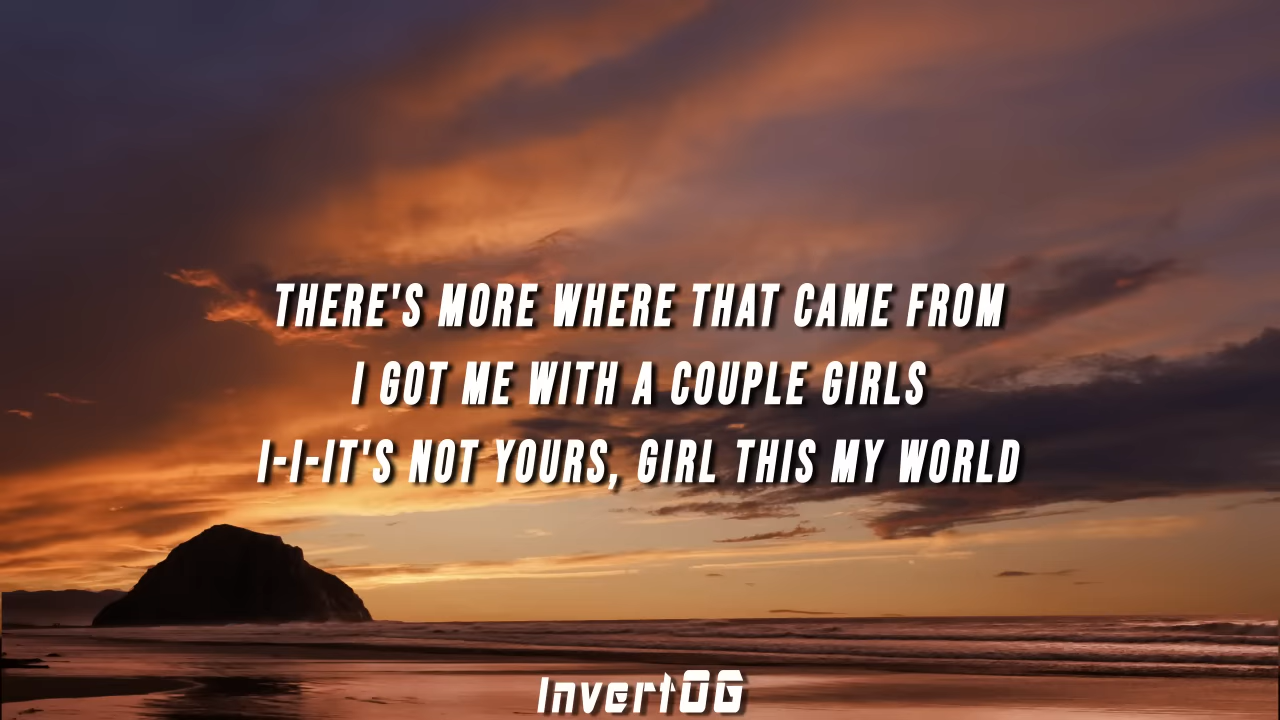 THERE'S MORE WHERE THAT CAME FROM
I GOT ME WITH A COUPLE GIRLS
I-I-IT'S NOT YOURS, GIRL THIS MY WORLD
InvertOG